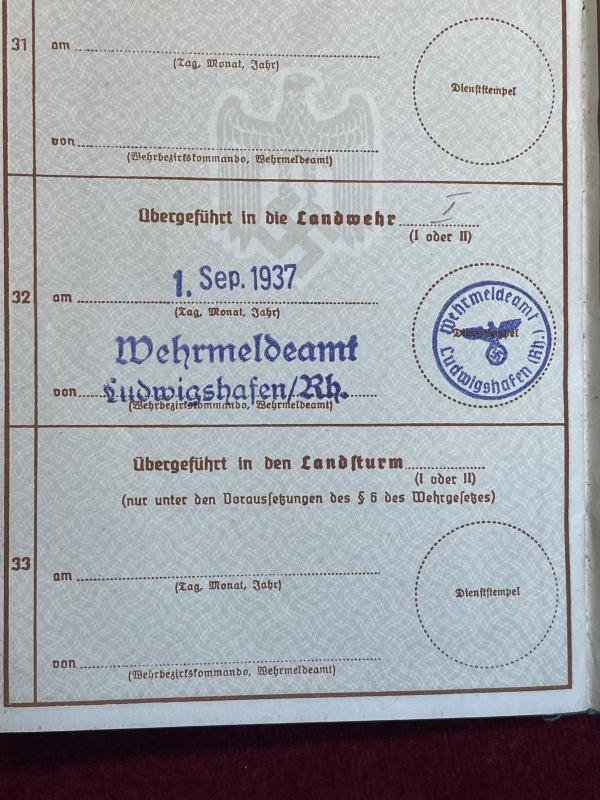 31
am
(Tag, Monat, Jahr)
Dienststempel
von
(Wehrbezirkskommando, Wehrmeldeamt)
Übergeführt in die Landwehr I
(I oder II)
32
1. Sep. 1937
am
(Tag, Monat, Jahr)
Wehrmeldeamt
von Ludwigshafen/Rh.
(Wehrbezirkskommando, Wehrmeldeamt)
Dienststempel
Wehrmeldeamt
Ludwigshafen (Rh.)
Übergeführt in den Landsturm
(I oder II)
(nur unter den Voraussetzungen des § 6 des Wehrgesetzes)
33
am
(Tag, Monat, Jahr)
Dienststempel
von
(Wehrbezirkskommando, Wehrmeldeamt)